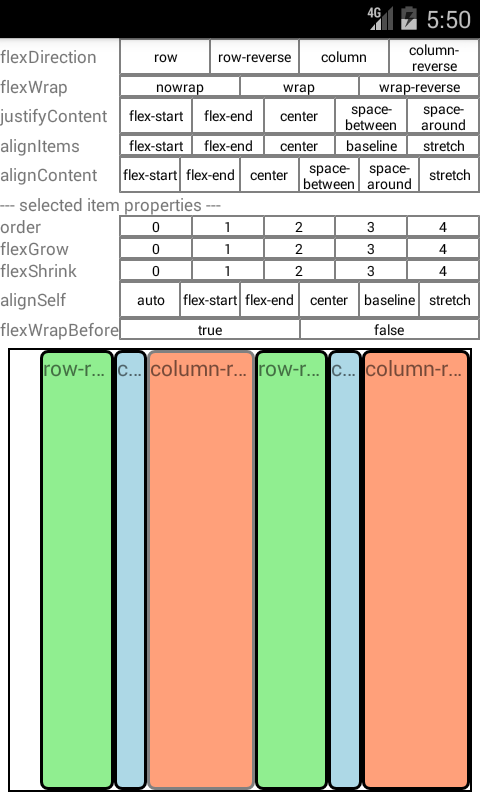 4G 5:50
flexDirection row row-reverse column column-
reverse
flexWrap nowrap wrap wrap-reverse
justifyContent flex-start flex-end center space-
between space-
around
alignItems flex-start flex-end center baseline stretch
alignContent flex-start flex-end center space-
between space-
around stretch
--- selected item properties ---
order 0 1 2 3 4
flexGrow 0 1 2 3 4
flexShrink 0 1 2 3 4
alignSelf auto flex-start flex-end center baseline stretch
flexWrapBefore true false
row-r... c... column-r... row-r... c... column-r...